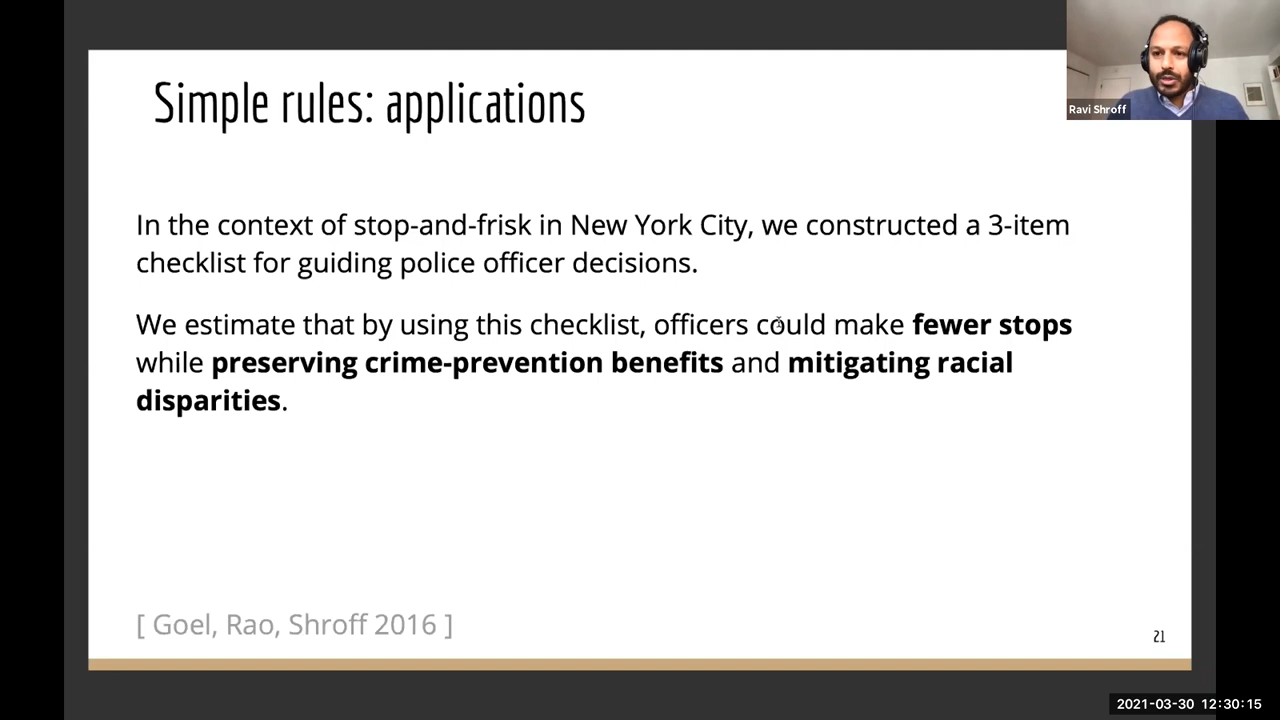 Simple rules: applications
Ravi Shroff
In the context of stop-and-frisk in New York City, we constructed a 3-item
checklist for guiding police officer decisions.
We estimate that by using this checklist, officers could make fewer stops
while preserving crime-prevention benefits and mitigating racial
disparities.
[ Goel, Rao, Shroff 2016 ]
21
2021-03-30 12:30:15